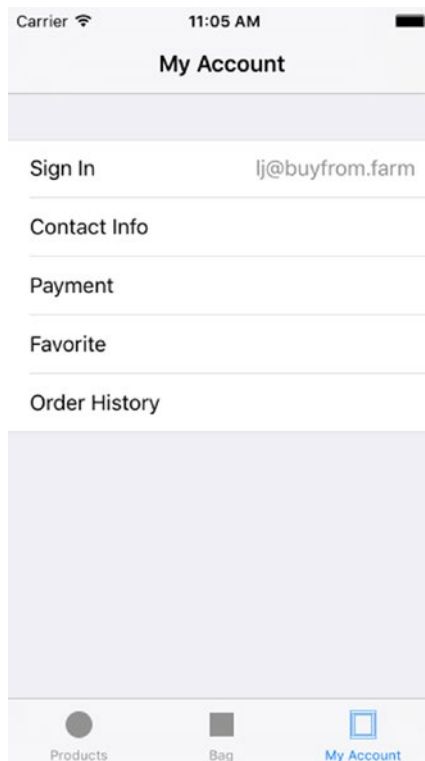 Carrier 11:05 AM
My Account
Sign In lj@buyfrom.farm
Contact Info
Payment
Favorite
Order History
Products Bag My Account